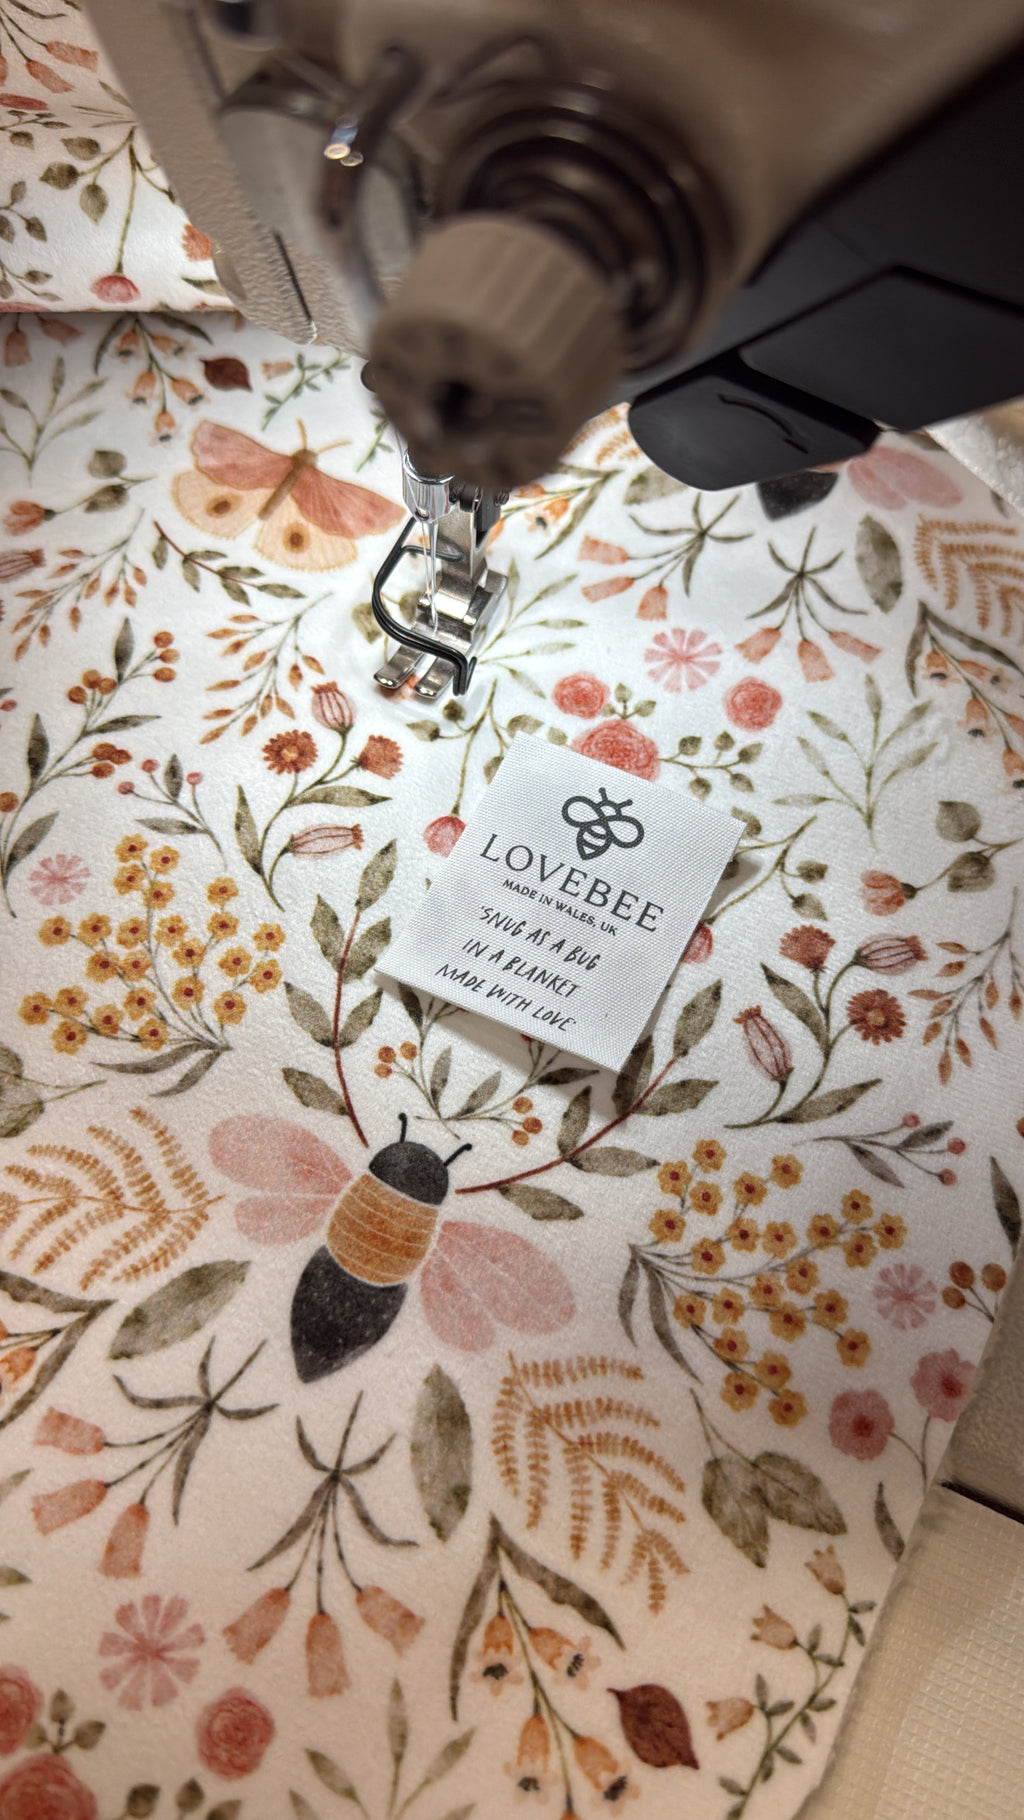 LOVEBEE
MADE IN WALES, UK
'SNUG AS A BUG
IN A BLANKET
MADE WITH LOVE'